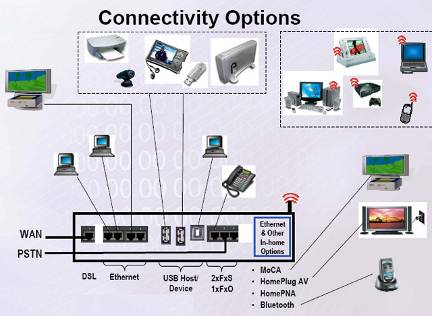 Connectivity Options
WAN
PSTN
Ethernet
& Other
In-home
Options
DSL
Ethernet
USB Host/
Device
2xFxS
1xFxO
• MoCA
• HomePlug AV
• HomePNA
• Bluetooth